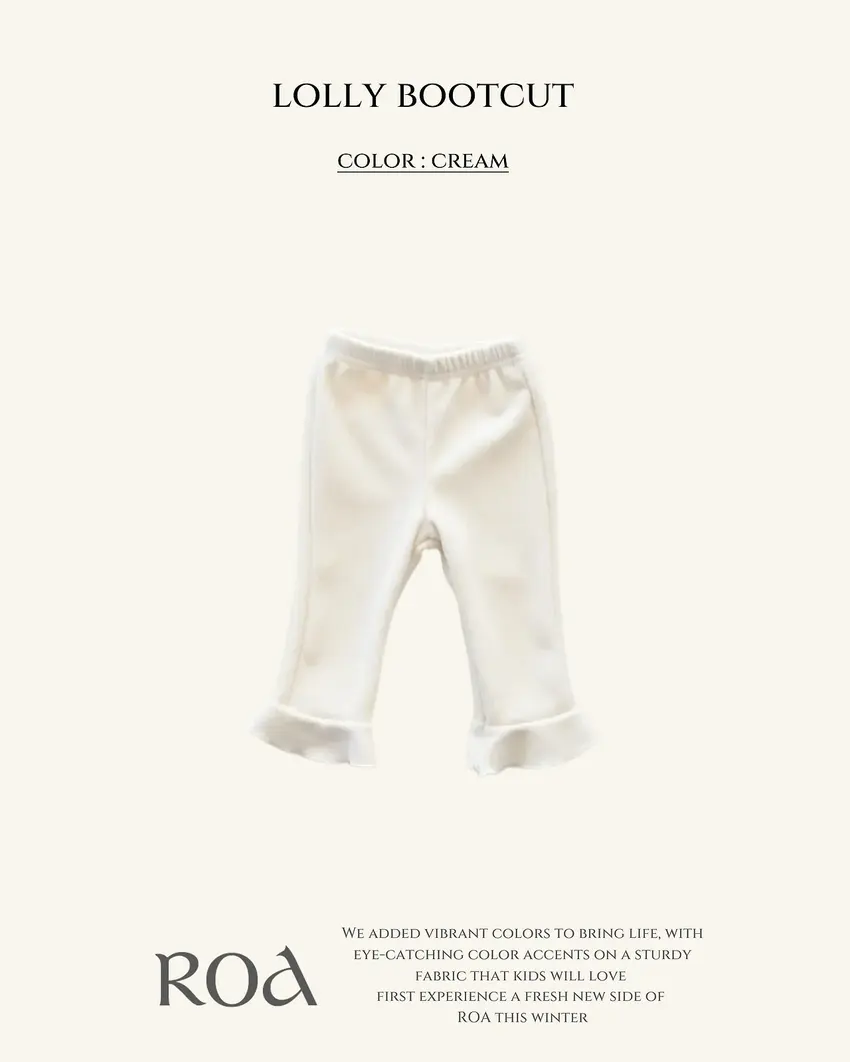 LOLLY BOOTCUT
COLOR : CREAM
WE ADDED VIBRANT COLORS TO BRING LIFE, WITH
EYE-CATCHING COLOR ACCENTS ON A STURDY
FABRIC THAT KIDS WILL LOVE
FIRST EXPERIENCE A FRESH NEW SIDE OF
ROA THIS WINTER
ROA